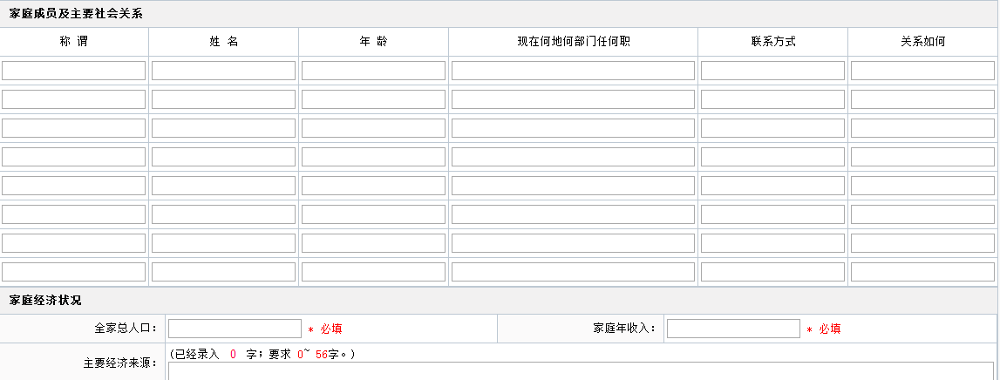 家庭成员及主要社会关系
称 谓 姓 名 年 龄 现在何地何部门任何职 联系方式 关系如何
家庭经济状况
全家总人口： * 必填 家庭年收入： * 必填
(已经录入 0 字；要求 0~ 56字。)
主要经济来源：